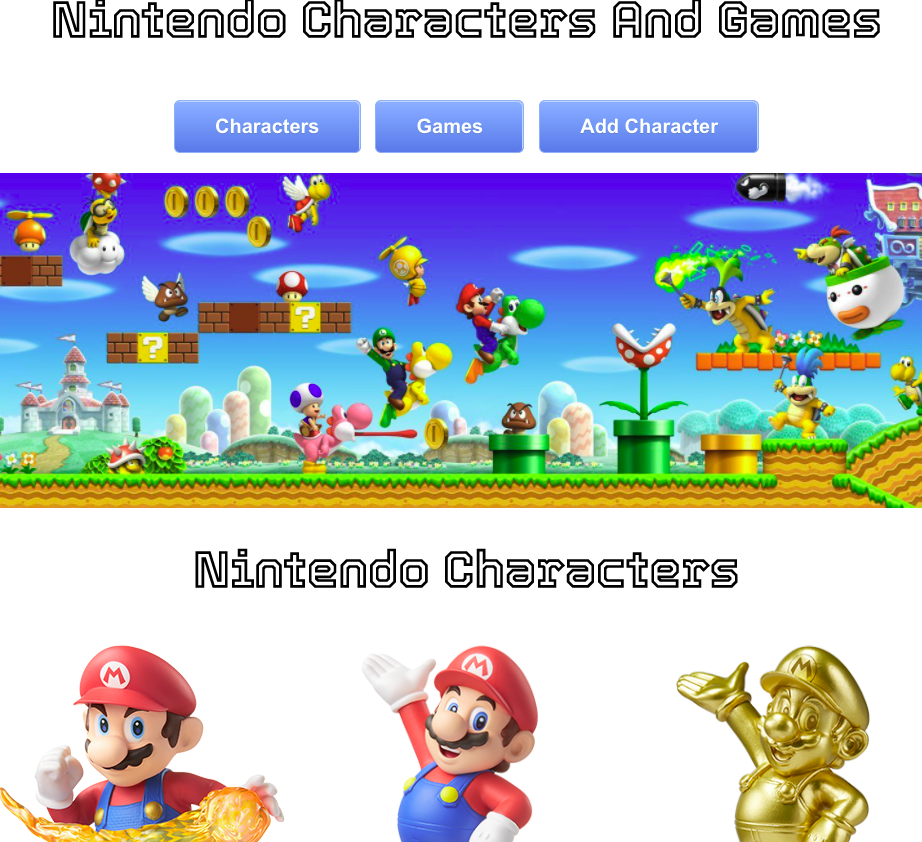 Nintendo Characters And Games
Characters Games Add Character
?
?
Nintendo Characters
M
M
M